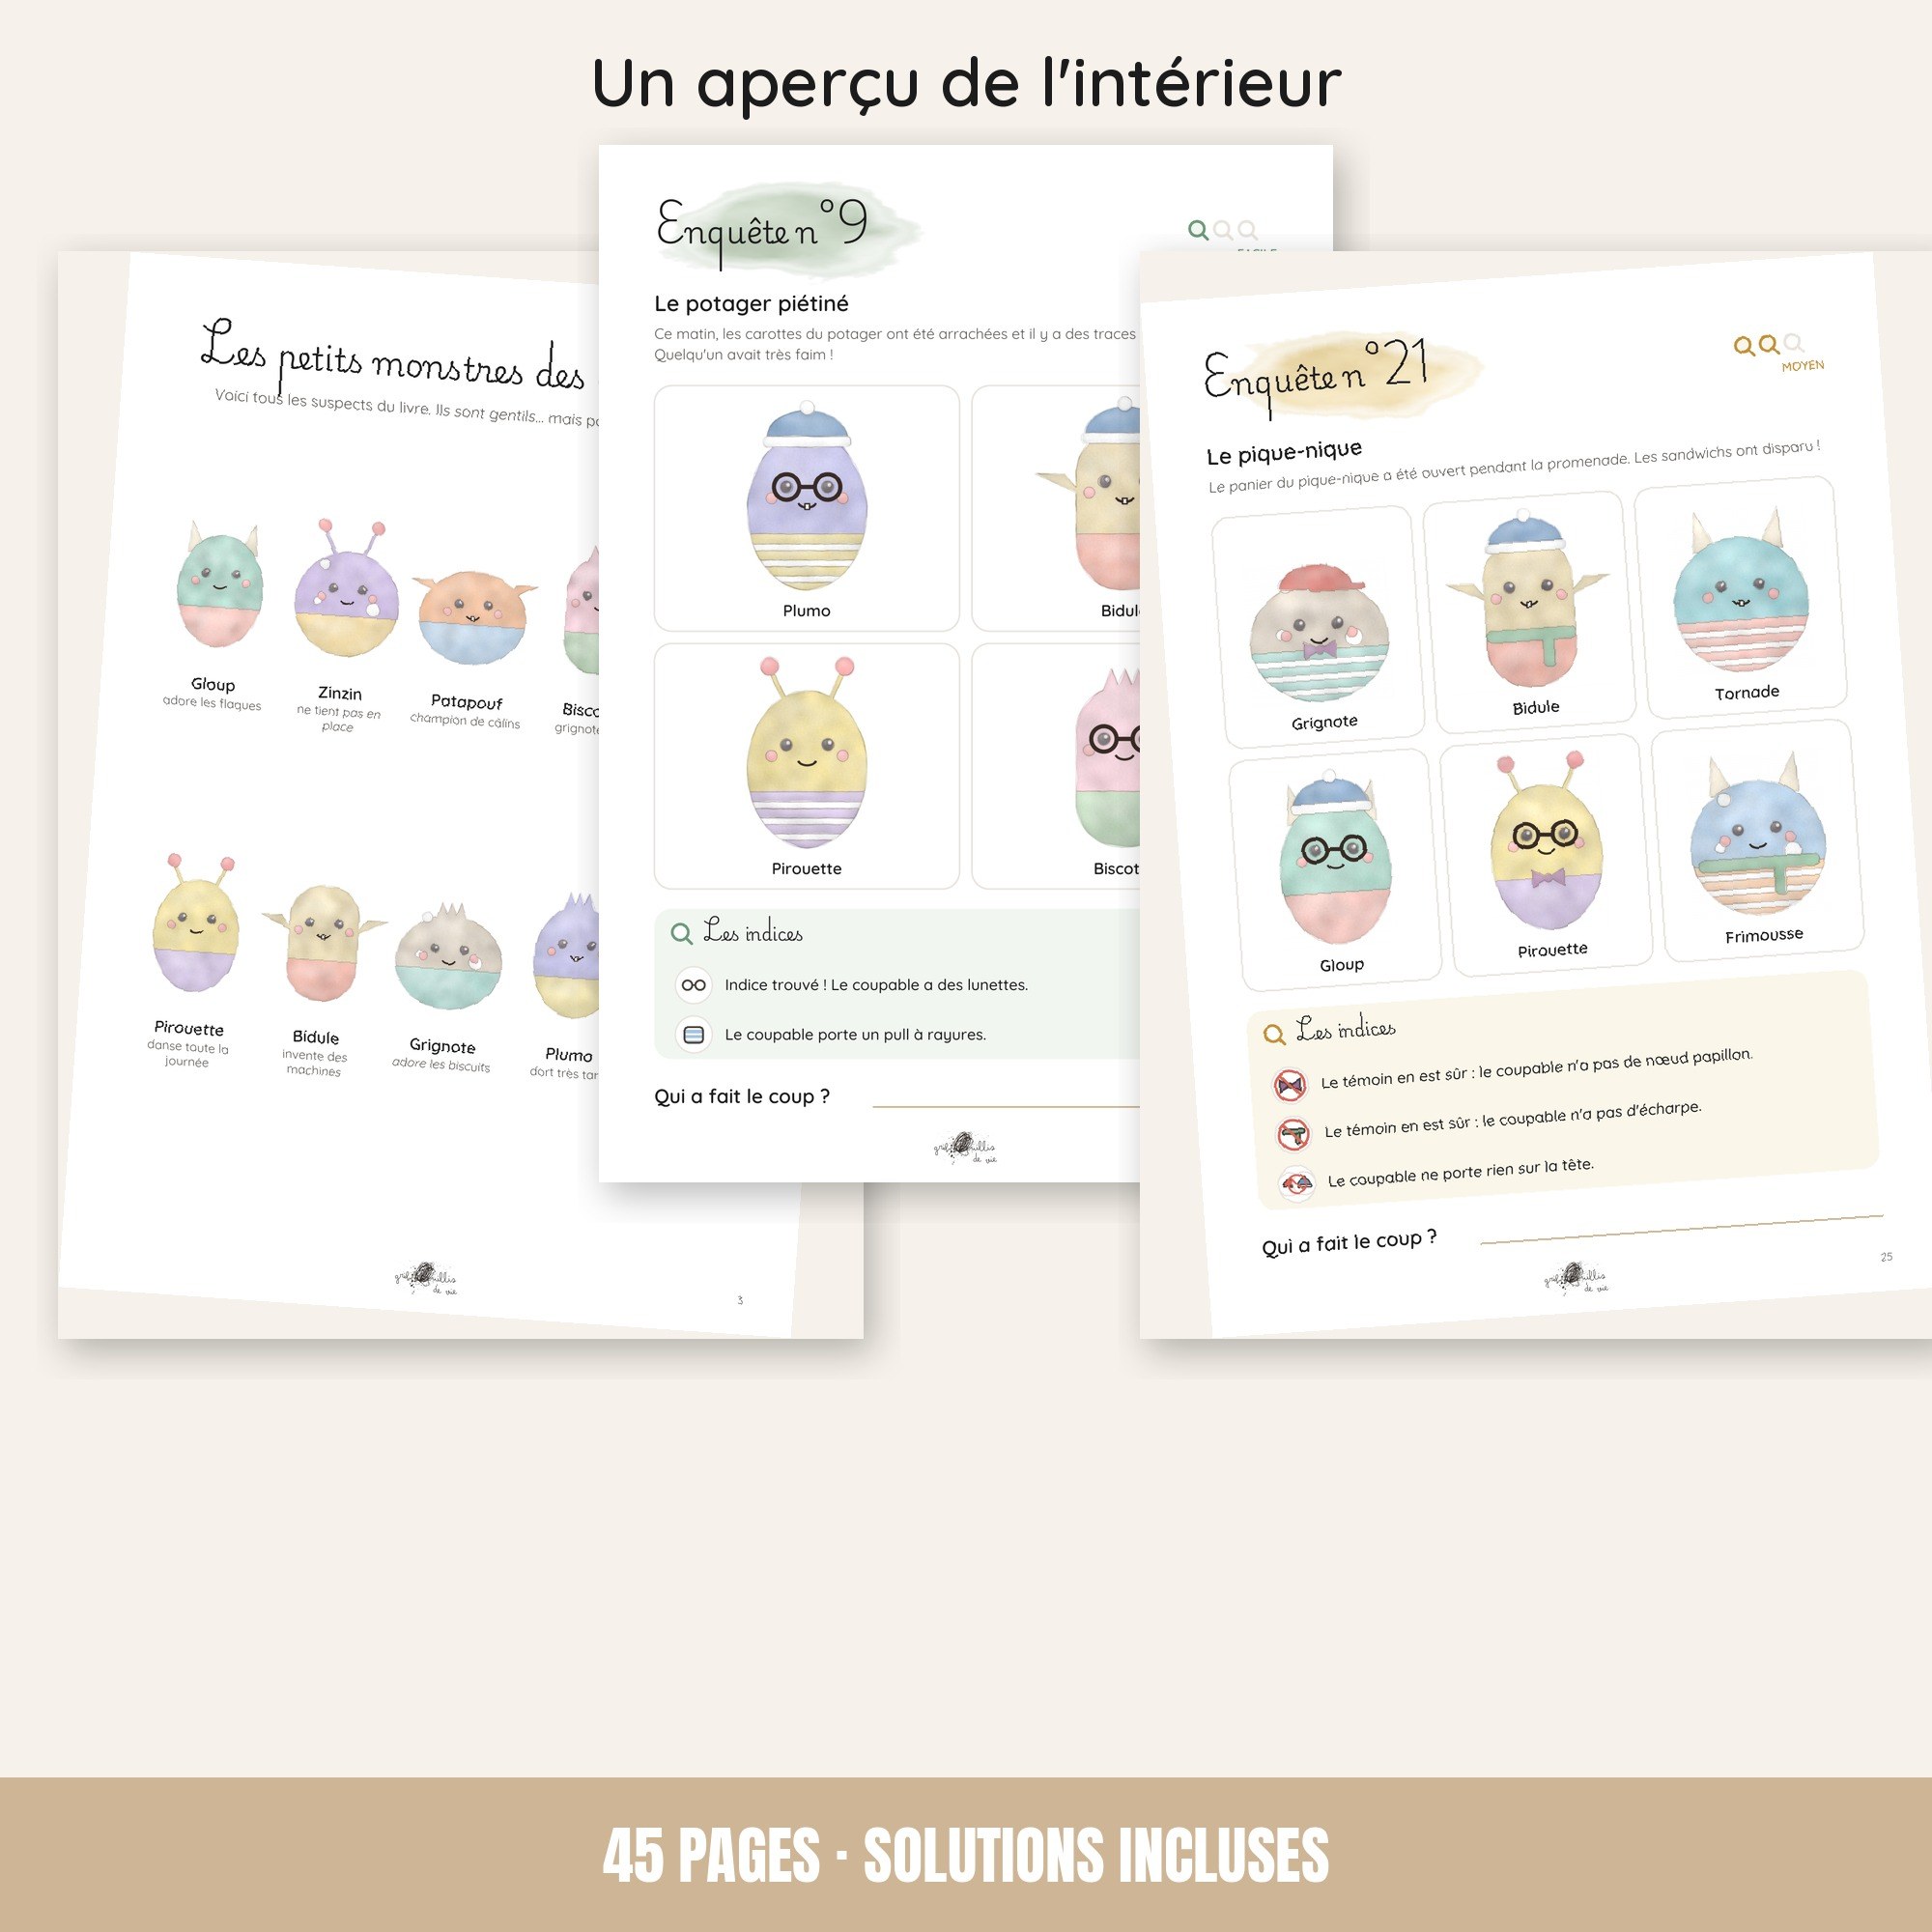 Un aperçu de l'intérieur
Les petits monstres des
Voici tous les suspects du livre. Ils sont gentils... mais
Gloup
adore les flaques
Zinzin
ne tient pas en
place
Patapouf
champion de câlins
Pirouette
danse toute la
journée
Bidule
invente des
machines
Grignote
adore les biscuits
Plumo
dort très
3
Enquête n°9
Le potager piétiné
Ce matin, les carottes du potager ont été arrachées et il y a des traces
Quelqu'un avait très faim !
Plumo
Pirouette
Les indices
Indice trouvé ! Le coupable a des lunettes.
Le coupable porte un pull à rayures.
Qui a fait le coup ?
de vie
Enquête n°21
MOYEN
Le pique-nique
Le panier du pique-nique a été ouvert pendant la promenade. Les sandwichs ont disparu !
Grignote
Bidule
Tornade
Gloup
Pirouette
Frimousse
Les indices
Le témoin en est sûr : le coupable n'a pas de nœud papillon.
Le témoin en est sûr : le coupable n'a pas d'écharpe.
Le coupable ne porte rien sur la tête.
Qui a fait le coup ?
de vie
25
45 PAGES · SOLUTIONS INCLUSES